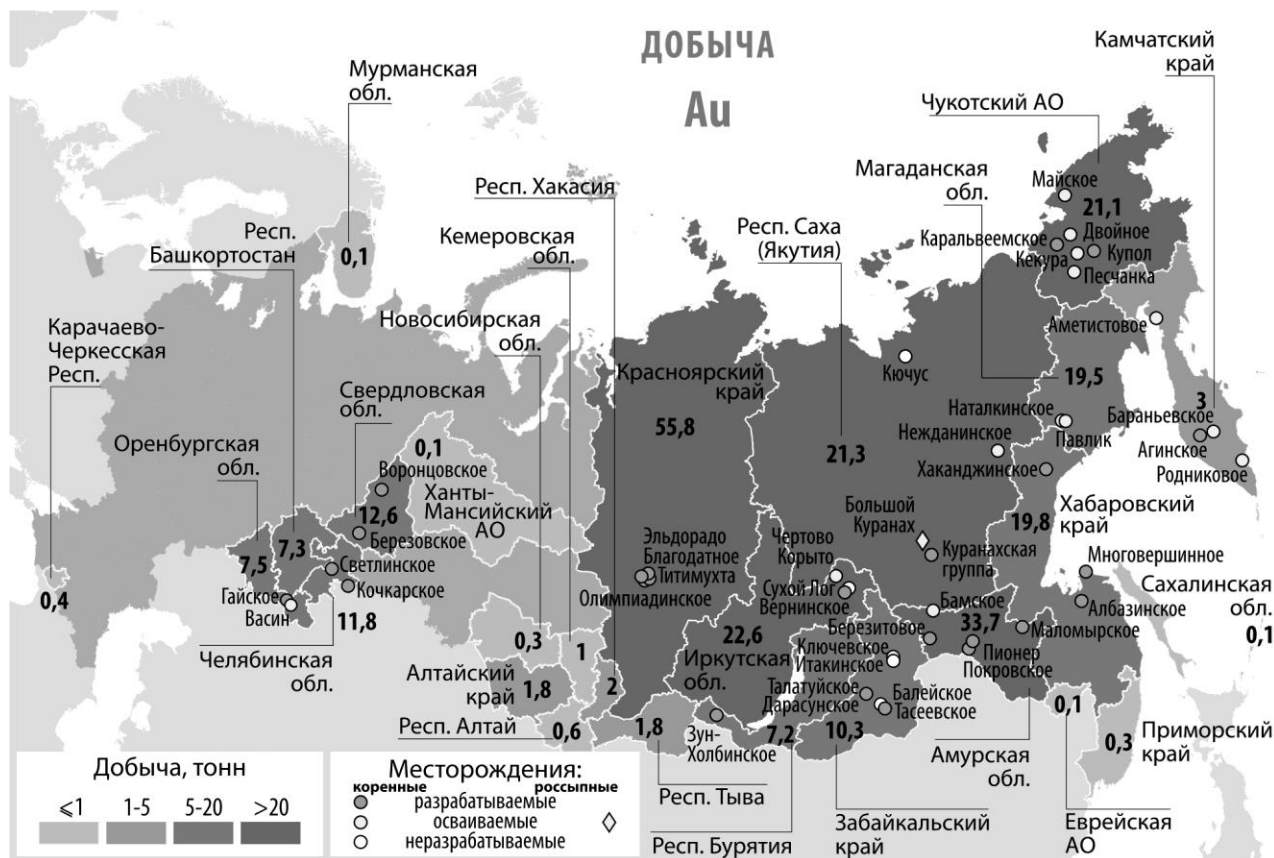 ДОБЫЧА
Au
Камчатский
край
Мурманская
обл.
Чукотский АО
Магаданская
обл.
Респ. Хакасия
Кемеровская
обл.
Респ. Саха
(Якутия)
Респ.
Башкортостан
0,1
Майское
21,1
Двойное
Каральвеемское
Купол
Кекура
Песчанка
Новосибирская
обл.
Карачаево-
Черкесская
Респ.
Аметистовое
Свердловская
обл.
Красноярский
край
Кючус
19,5
55,8
21,3
3
Оренбургская
обл.
0,1
Воронцовское
Ханты-
Мансийский
АО
Наталкинское
Павлик
Нежданинское
Хаканджинское
Бараньевское
Агинское
Родниковое
12,6
Березовское
7,3
7,5
Светлинское
Кочкарское
Гайское
Васин
11,8
0,4
Большой
Куранах
Хабаровский
край
19,8
Эльдорадо
Благодатное
Титимухта
Олимпиадинское
Чертово
Корыто
Сухой Лог
Вернинское
Куранахская
группа
Многовершинное
Сахалинская
обл.
0,1
Албазинское
Бамское
Челябинская
обл.
0,3
1
22,6
Иркутская
обл.
Березитовое
33,7
Маломырское
Ключевское
Итакинское
Пионер
Покровское
Алтайский
край
1,8
2
Талатуйское
Дарасунское
Балейское
Тасеевское
Респ. Алтай
0,6
1,8
Зун-
Холбинское
7,2
10,3
0,1
0,3
Приморский
край
Амурская
обл.
Респ. Тыва
Респ. Бурятия
Забайкальский
край
Еврейская
АО
Добыча, тонн
⩽1 1-5 5-20 >20
Месторождения:
коренные россыпные
разрабатываемые
осваиваемые
неразрабатываемые